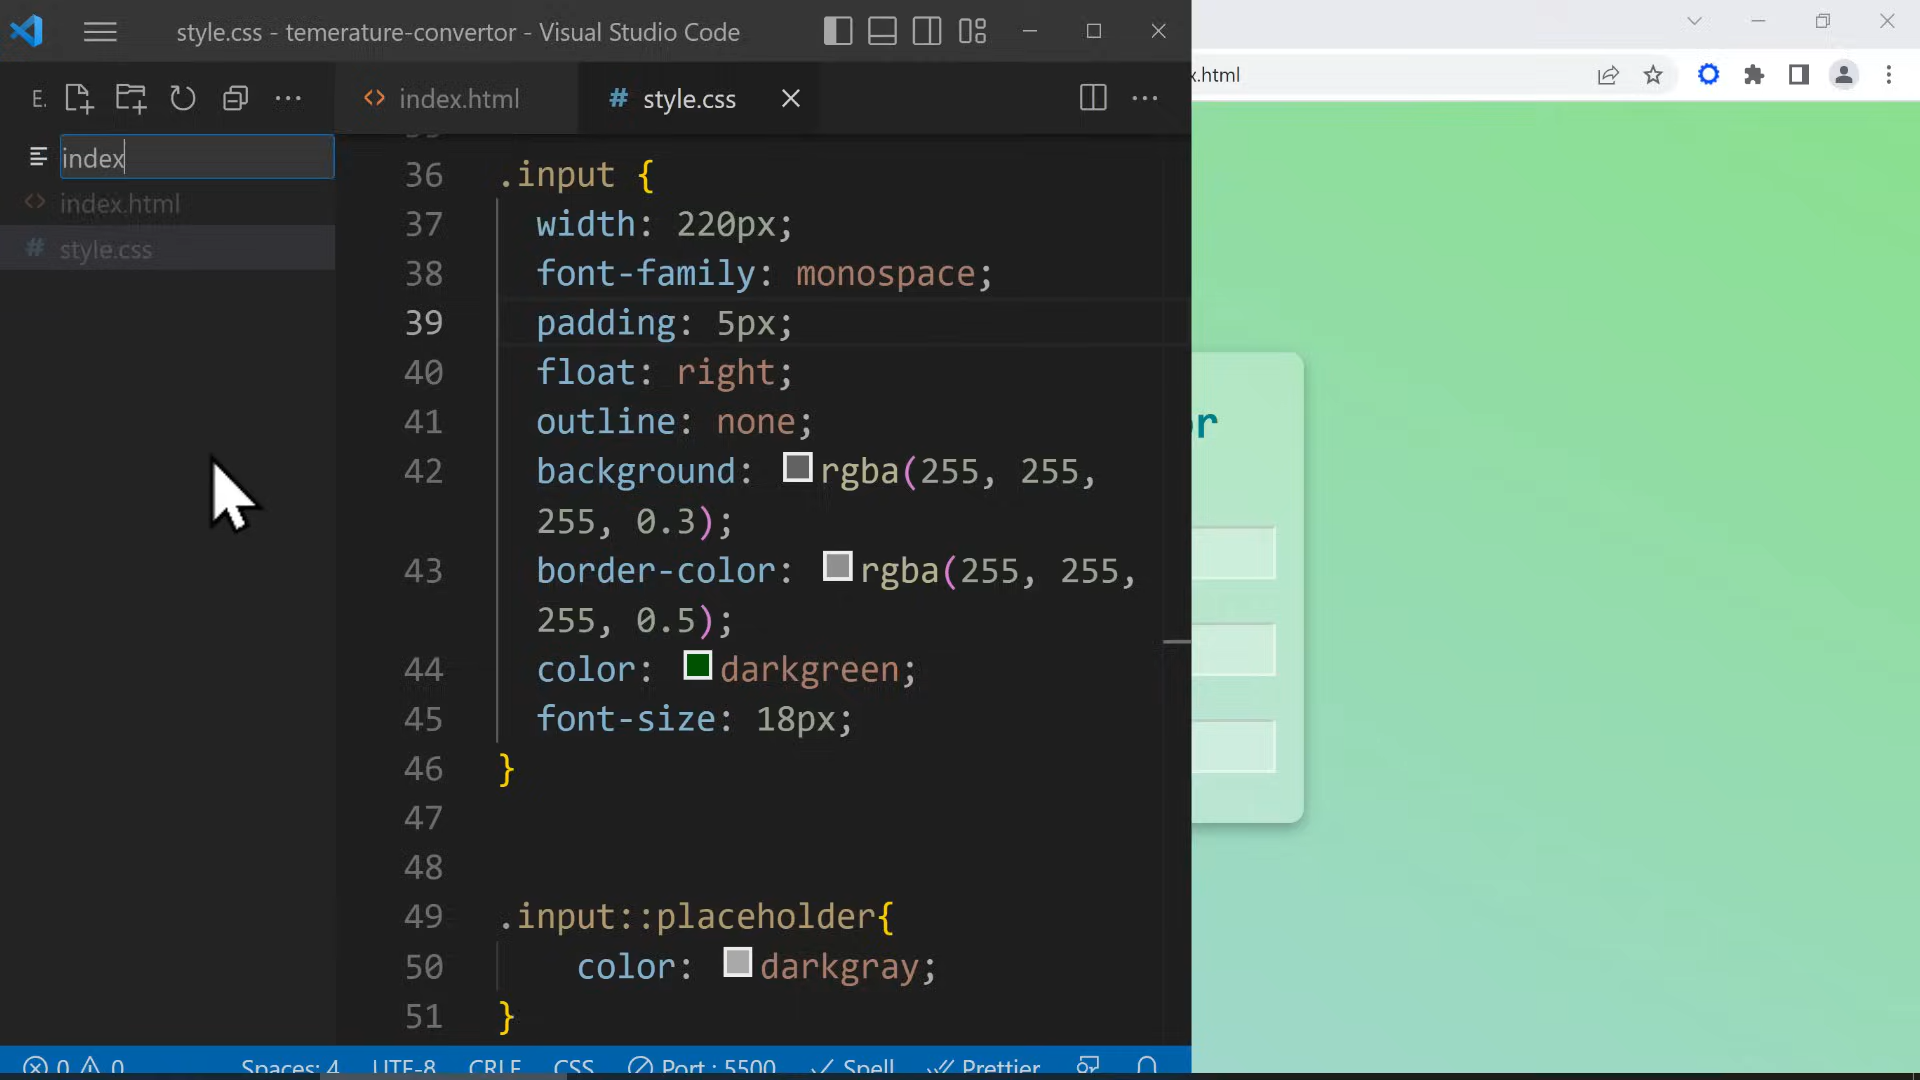 style.css - temerature-convertor - Visual Studio Code
x.html
E.
index.html
# style.css
index
index.html
# style.css
36 .input {
37 width: 220px;
38 font-family: monospace;
39 padding: 5px;
40 float: right;
41 outline: none;
42 background: rgba(255, 255,
255, 0.3);
43 border-color: rgba(255, 255,
255, 0.5);
44 color: darkgreen;
45 font-size: 18px;
46 }
47
48
49 .input::placeholder{
50 color: darkgray;
51 }
or
0 0 Spaces: 4 UTF-8 CRLF CSS Port : 5500 Spell Prettier